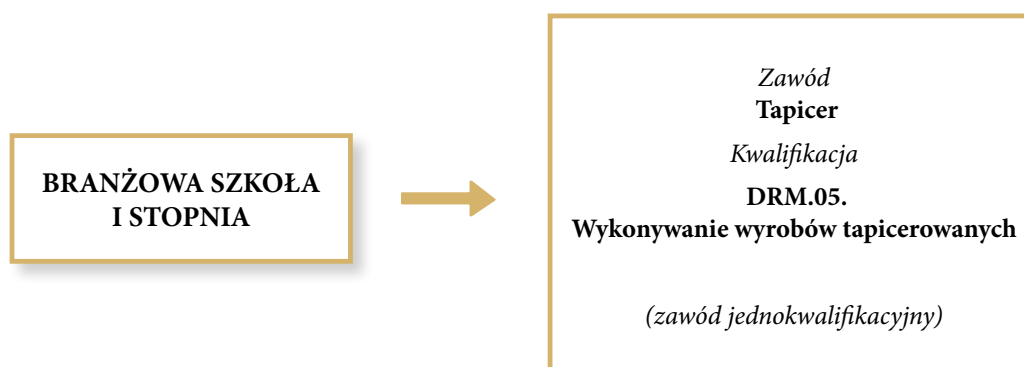 BRANŻOWA SZKOŁA
I STOPNIA
Zawód
Tapicer
Kwalifikacja
DRM.05.
Wykonywanie wyrobów tapicerowanych
(zawód jednokwalifikacyjny)